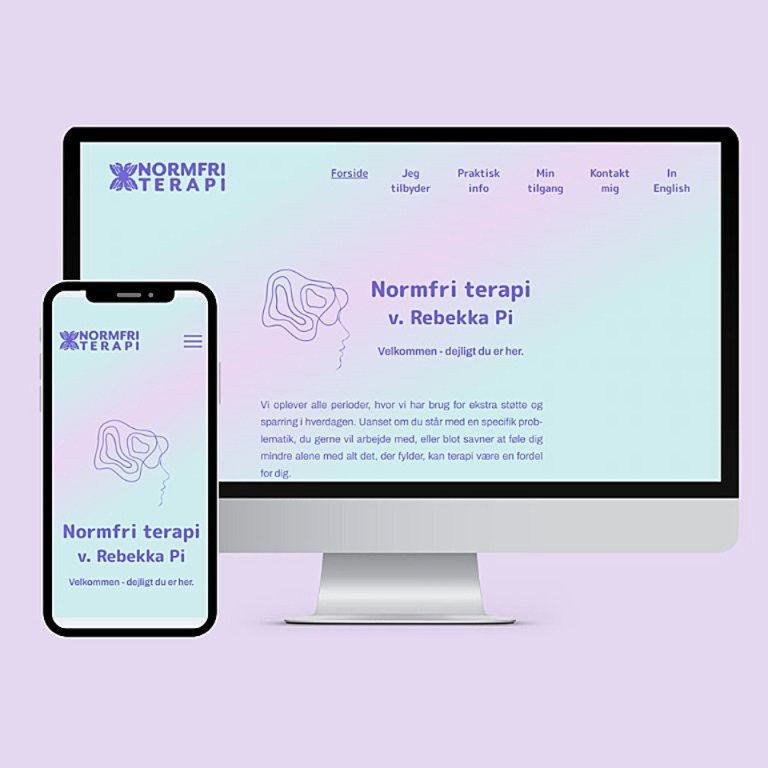 NORMFRI
TERAPI
Forside
Jeg
tilbyder
Praktisk
info
Min
tilgang
Kontakt
mig
In
English
Normfri terapi
v. Rebekka Pi
Velkommen - dejligt du er her.
Vi oplever alle perioder, hvor vi har brug for ekstra støtte og
sparring i hverdagen. Uanset om du står med en specifik prob-
lematik, du gerne vil arbejde med, eller blot savner at føle dig
mindre alene med alt det, der fylder, kan terapi være en fordel
for dig.
NORMFRI
TERAPI
Normfri terapi
v. Rebekka Pi
Velkommen - dejligt du er her.